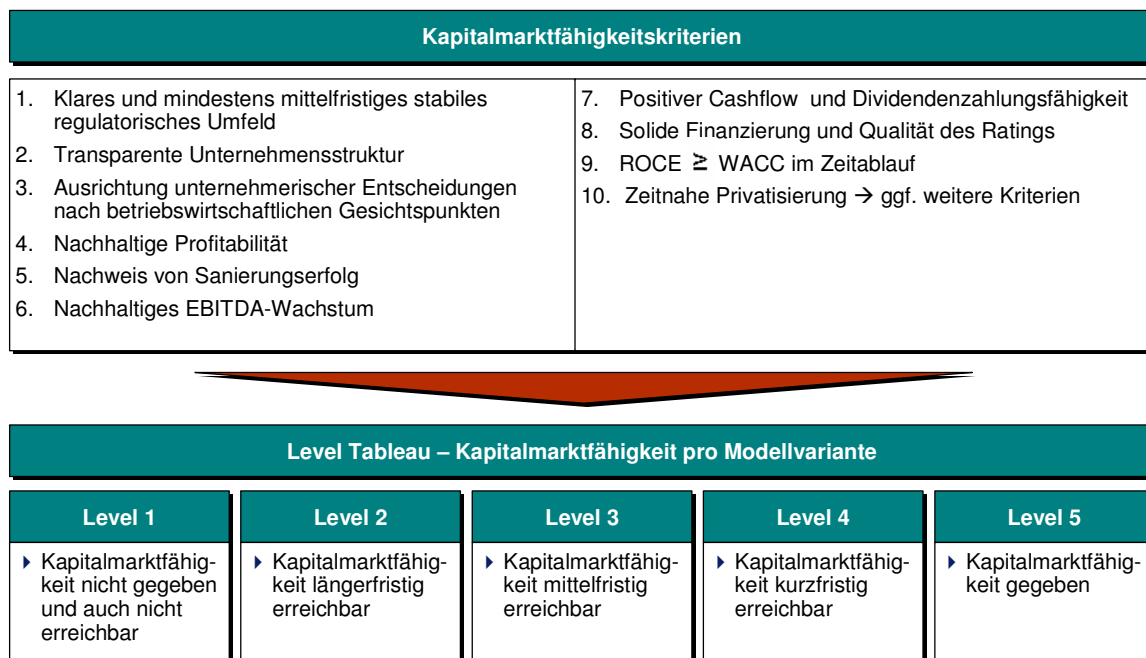 Kapitalmarktfähigkeitskriterien
1. Klares und mindestens mittelfristiges stabiles
regulatorisches Umfeld
2. Transparente Unternehmensstruktur
3. Ausrichtung unternehmerischer Entscheidungen
nach betriebswirtschaftlichen Gesichtspunkten
4. Nachhaltige Profitabilität
5. Nachweis von Sanierungserfolg
6. Nachhaltiges EBITDA-Wachstum
7. Positiver Cashflow und Dividendenzahlungsfähigkeit
8. Solide Finanzierung und Qualität des Ratings
9. ROCE ≥ WACC im Zeitablauf
10. Zeitnahe Privatisierung → ggf. weitere Kriterien
Level Tableau – Kapitalmarktfähigkeit pro Modellvariante
Level 1
Kapitalmarktfähig-
keit nicht gegeben
und auch nicht
erreichbar
Level 2
Kapitalmarktfähig-
keit längerfristig
erreichbar
Level 3
Kapitalmarktfähig-
keit mittelfristig
erreichbar
Level 4
Kapitalmarktfähig-
keit kurzfristig
erreichbar
Level 5
Kapitalmarktfähig-
keit gegeben